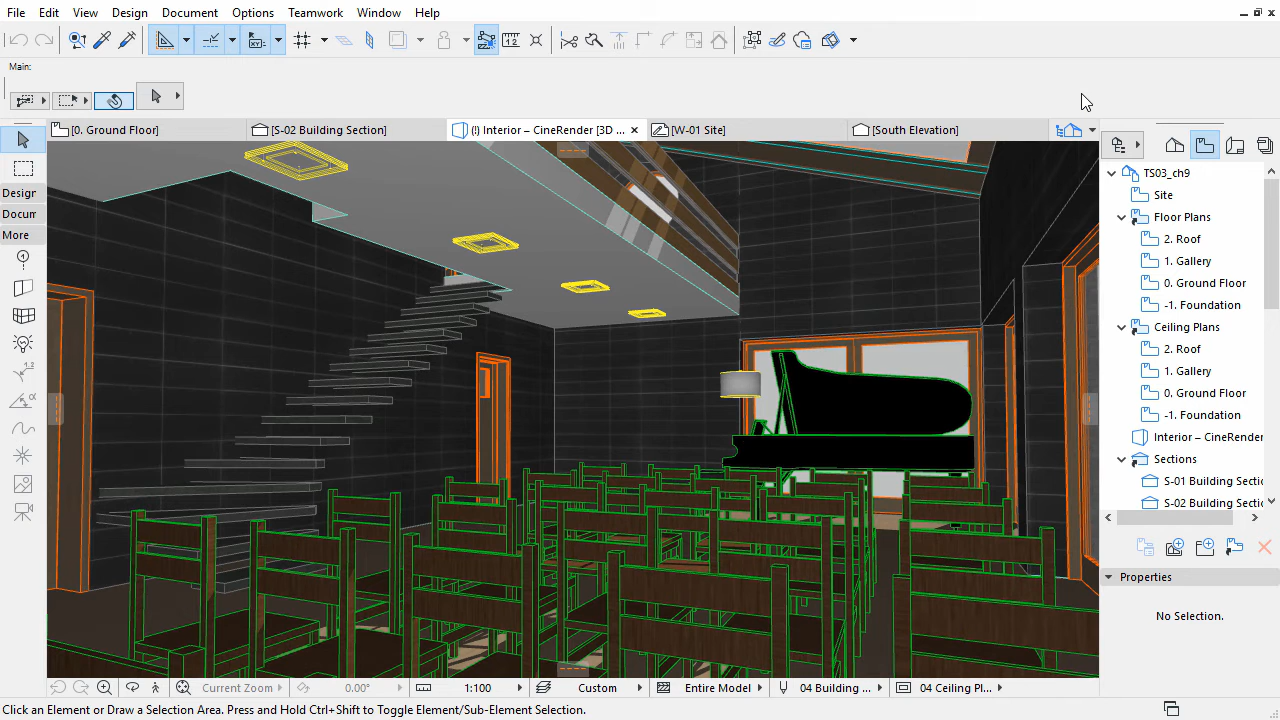 File Edit View Design Document Options Teamwork Window Help
Main:
[0. Ground Floor]
[S-02 Building Section]
(!) Interior – CineRender [3D ...
[W-01 Site]
[South Elevation]
Design
Docum
More
1.2
TS03_ch9
Site
Floor Plans
2. Roof
1. Gallery
0. Ground Floor
-1. Foundation
Ceiling Plans
2. Roof
1. Gallery
0. Ground Floor
-1. Foundation
Interior – CineRender
Sections
S-01 Building Sectio
S-02 Building Sectio
Properties
No Selection.
Current Zoom
0.00°
1:100
Custom
Entire Model
04 Building ...
04 Ceiling Pl...
Click an Element or Draw a Selection Area. Press and Hold Ctrl+Shift to Toggle Element/Sub-Element Selection.